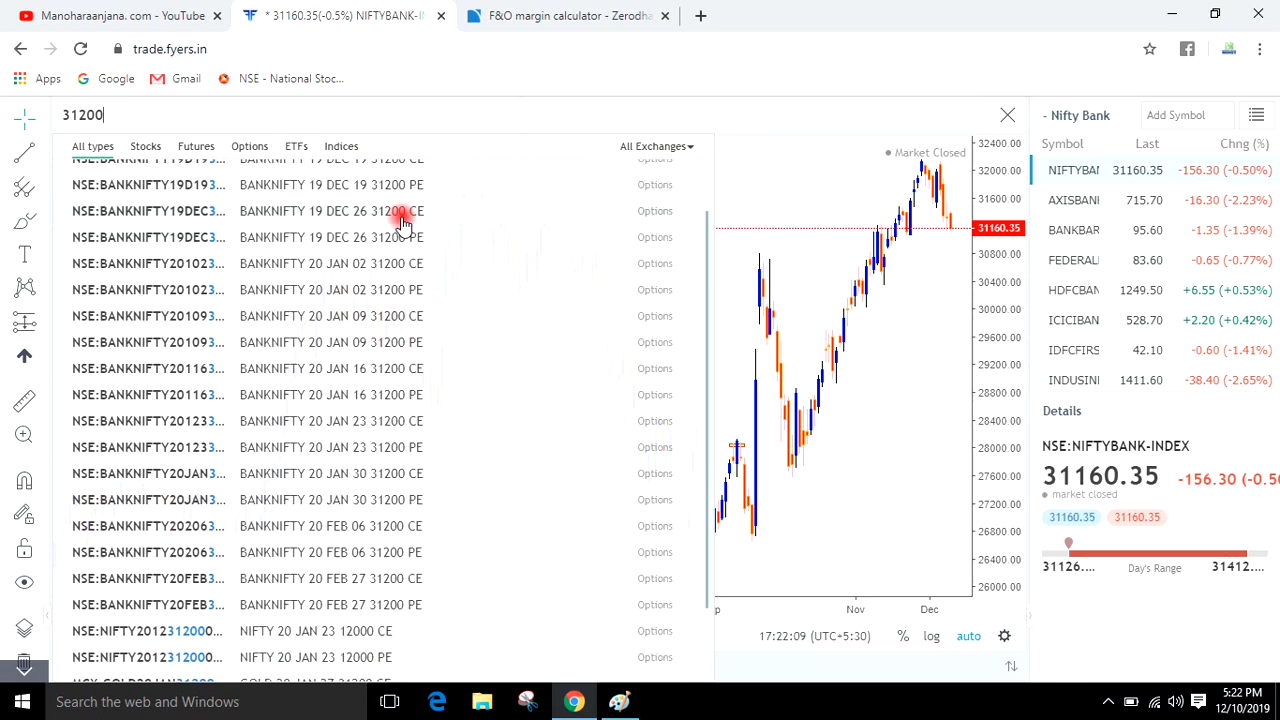 Manoharanjana. com - YouTube
* 31160.35(-0.5%) NIFTYBANK-I
F&O margin calculator - Zerodha
trade.fyers.in
Apps
Google
Gmail
NSE - National Stoc...
31200
All types Stocks Futures Options ETFs Indices All Exchanges
NSE:BANKNIFTY19D193... BANKNIFTY 19 DEC 19 31200 CE
NSE:BANKNIFTY19D193... BANKNIFTY 19 DEC 19 31200 PE Options
NSE:BANKNIFTY19DEC3... BANKNIFTY 19 DEC 26 31200 CE Options
NSE:BANKNIFTY19DEC3... BANKNIFTY 19 DEC 26 31200 PE Options
NSE:BANKNIFTY201023... BANKNIFTY 20 JAN 02 31200 CE Options
NSE:BANKNIFTY201023... BANKNIFTY 20 JAN 02 31200 PE Options
NSE:BANKNIFTY201093... BANKNIFTY 20 JAN 09 31200 CE Options
NSE:BANKNIFTY201093... BANKNIFTY 20 JAN 09 31200 PE Options
NSE:BANKNIFTY201163... BANKNIFTY 20 JAN 16 31200 CE Options
NSE:BANKNIFTY201163... BANKNIFTY 20 JAN 16 31200 PE Options
NSE:BANKNIFTY201233... BANKNIFTY 20 JAN 23 31200 CE Options
NSE:BANKNIFTY201233... BANKNIFTY 20 JAN 23 31200 PE Options
NSE:BANKNIFTY20JAN3... BANKNIFTY 20 JAN 30 31200 CE Options
NSE:BANKNIFTY20JAN3... BANKNIFTY 20 JAN 30 31200 PE Options
NSE:BANKNIFTY202063... BANKNIFTY 20 FEB 06 31200 CE Options
NSE:BANKNIFTY202063... BANKNIFTY 20 FEB 06 31200 PE Options
NSE:BANKNIFTY20FEB3... BANKNIFTY 20 FEB 27 31200 CE Options
NSE:BANKNIFTY20FEB3... BANKNIFTY 20 FEB 27 31200 PE Options
NSE:NIFTY2012312000... NIFTY 20 JAN 23 12000 CE Options
NSE:NIFTY2012312000... NIFTY 20 JAN 23 12000 PE Options
Market Closed
32400.00
31600.00
31160.35
30800.00
30000.00
29200.00
28400.00
28000.00
27200.00
26800.00
26400.00
26000.00
Nov Dec
17:22:09 (UTC+5:30) % log auto
- Nifty Bank Add Symbol
Symbol Last Chng (%)
NIFTYBAN 31160.35 -156.30 (-0.50%)
AXISBANK 715.70 -16.30 (-2.23%)
BANKBAR 95.60 -1.35 (-1.39%)
FEDERAL 83.60 -0.65 (-0.77%)
HDFCBAN 1249.50 +6.55 (+0.53%)
ICICIBAN 528.70 +2.20 (+0.42%)
IDFCFIRS 42.10 -0.60 (-1.41%)
INDUSINI 1411.60 -38.40 (-2.65%)
Details
NSE:NIFTYBANK-INDEX
31160.35 -156.30 (-0.50
market closed
31160.35 31160.35
31126.... Day's Range 31412....
Search the web and Windows
5:22 PM
12/10/2019